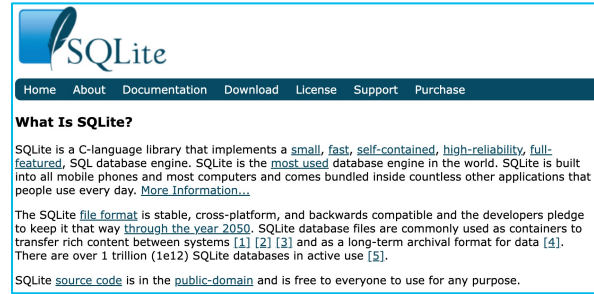 SQLite
Home About Documentation Download License Support Purchase
What Is SQLite?
SQLite is a C-language library that implements a small, fast, self-contained, high-reliability, full-
featured, SQL database engine. SQLite is the most used database engine in the world. SQLite is built
into all mobile phones and most computers and comes bundled inside countless other applications that
people use every day. More Information...
The SQLite file format is stable, cross-platform, and backwards compatible and the developers pledge
to keep it that way through the year 2050. SQLite database files are commonly used as containers to
transfer rich content between systems [1] [2] [3] and as a long-term archival format for data [4].
There are over 1 trillion (1e12) SQLite databases in active use [5].
SQLite source code is in the public-domain and is free to everyone to use for any purpose.